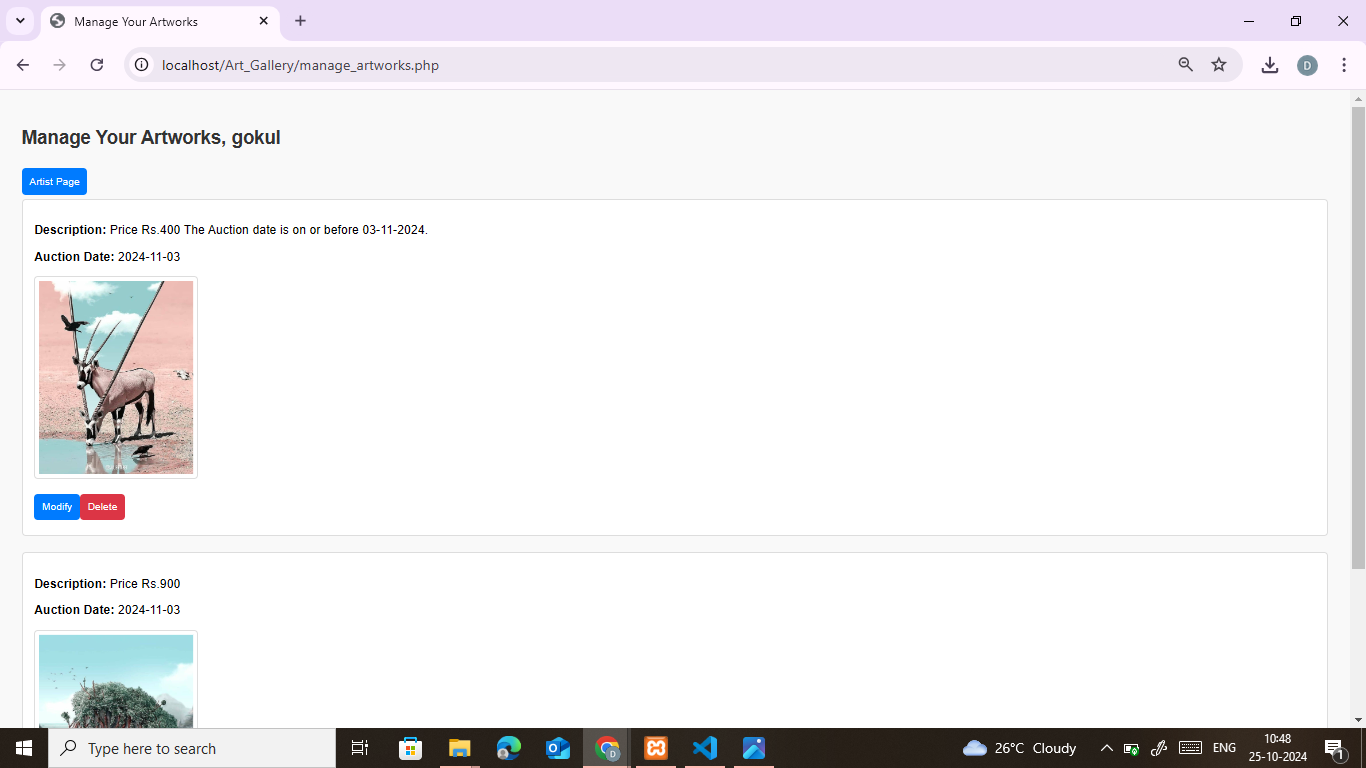 Manage Your Artworks
localhost/Art_Gallery/manage_artworks.php
D
Manage Your Artworks, gokul
Artist Page
Description: Price Rs.400 The Auction date is on or before 03-11-2024.
Auction Date: 2024-11-03
Modify Delete
Description: Price Rs.900
Auction Date: 2024-11-03
Type here to search
D
26°C Cloudy
ENG
10:48
25-10-2024
1